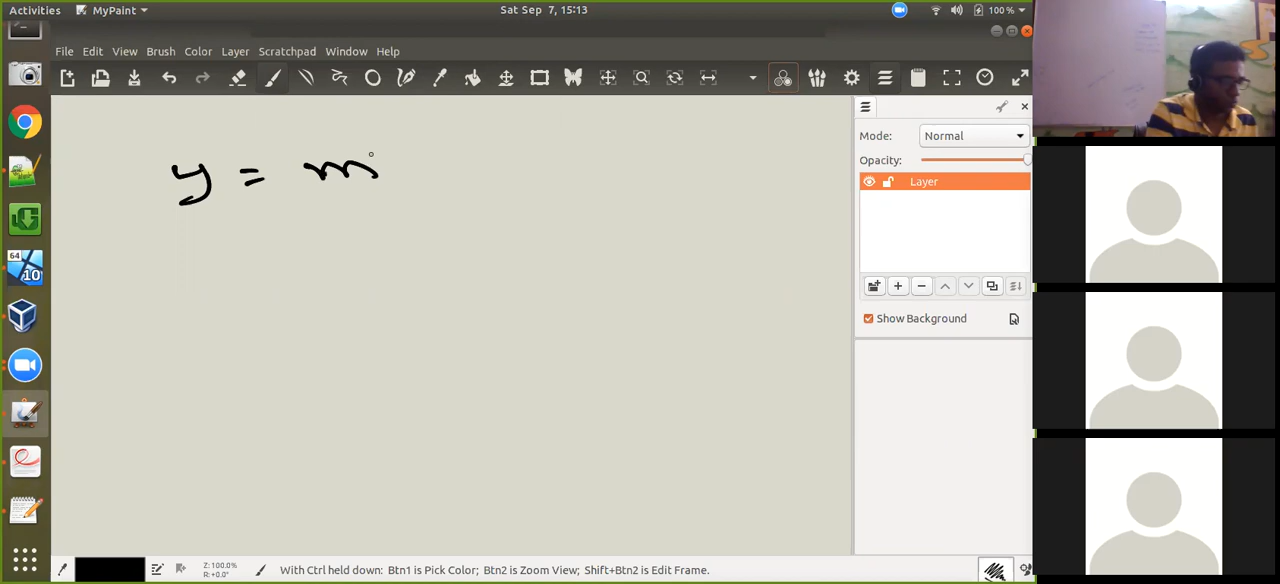 Activities MyPaint Sat Sep 7, 15:13 100 %
File Edit View Brush Color Layer Scratchpad Window Help
y = m
Mode: Normal
Opacity:
Layer
Show Background
64
10
Z: 100.0%
R: +0.0°
With Ctrl held down: Btn1 is Pick Color; Btn2 is Zoom View; Shift+Btn2 is Edit Frame.